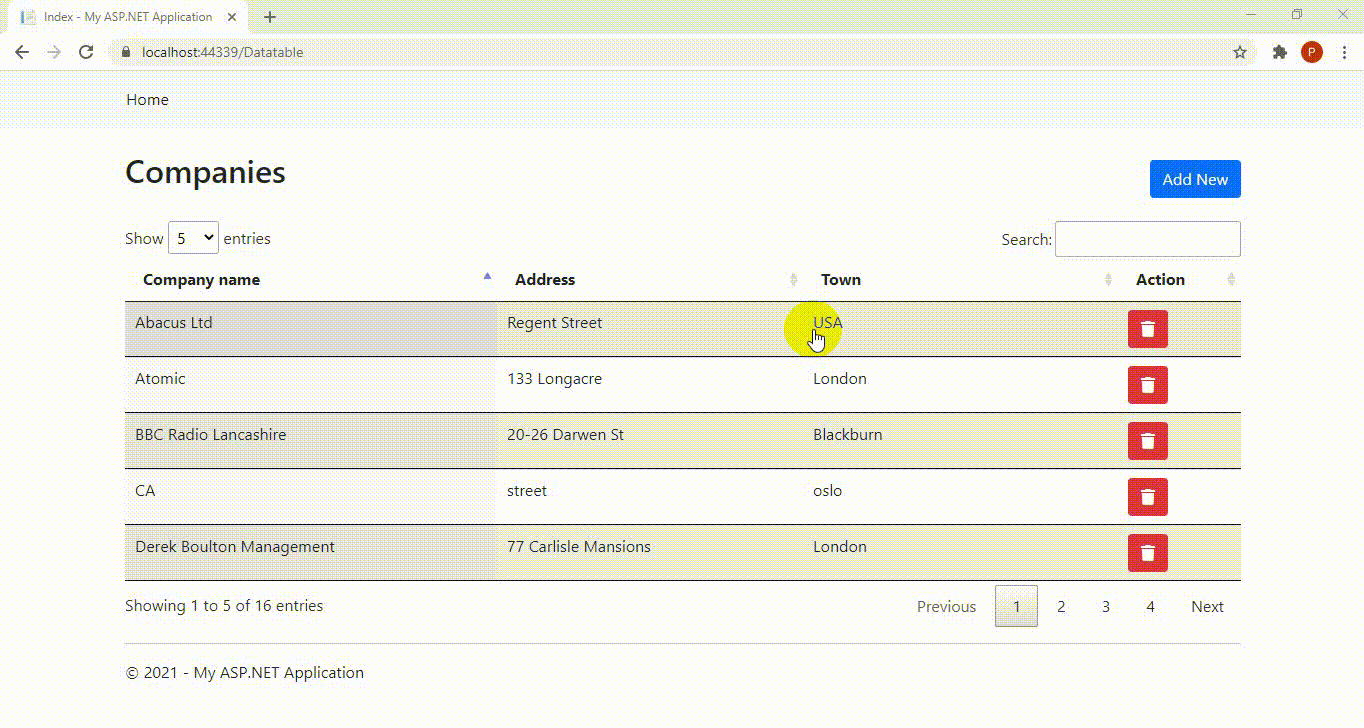 Index - My ASP.NET Application
localhost:44339/Datatable
P
Home
Companies
Add New
Show 5 entries
Search:
Company name Address Town Action
Abacus Ltd Regent Street USA
Atomic 133 Longacre London
BBC Radio Lancashire 20-26 Darwen St Blackburn
CA street oslo
Derek Boulton Management 77 Carlisle Mansions London
Showing 1 to 5 of 16 entries
Previous 1 2 3 4 Next
© 2021 - My ASP.NET Application